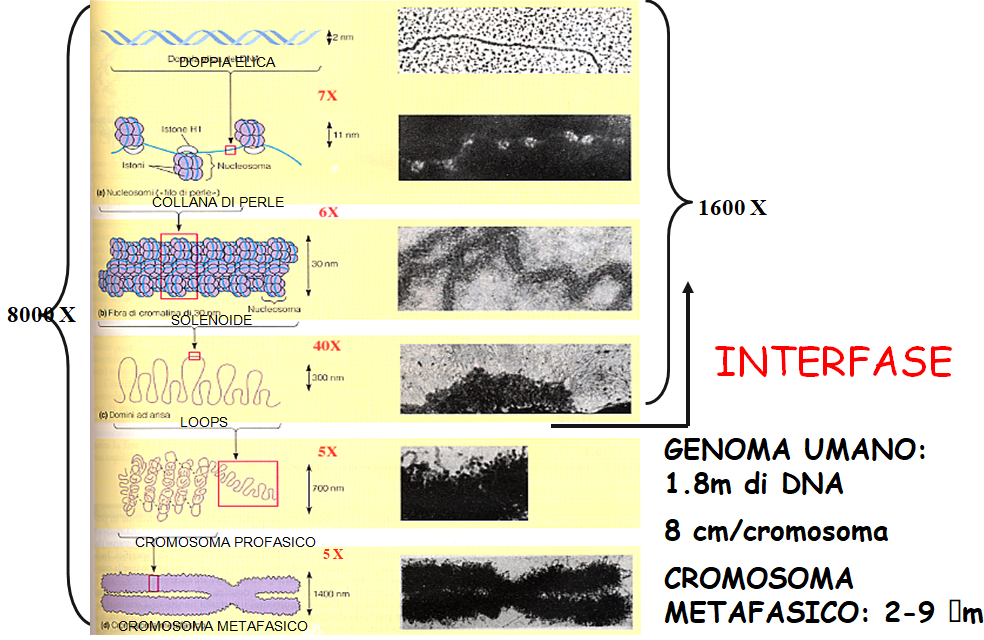 2 nm
DOPPIA ELICA
7X
Istone H1
11 nm
Istoni
Nucleosoma
(a) Nucleosomi («filo di perle»)
COLLANA DI PERLE
6X
1600 X
30 nm
Nucleosoma
8000 X
(b) Fibra di cromatina di 30 nm
SOLENOIDE
40X
INTERFASE
300 nm
(c) Domini ad ansa
LOOPS
5X
GENOMA UMANO:
1.8m di DNA
700 nm
8 cm/cromosoma
CROMOSOMA PROFASICO
5X
CROMOSOMA
METAFASICO: 2-9 m
1400 nm
(d)
CROMOSOMA METAFASICO